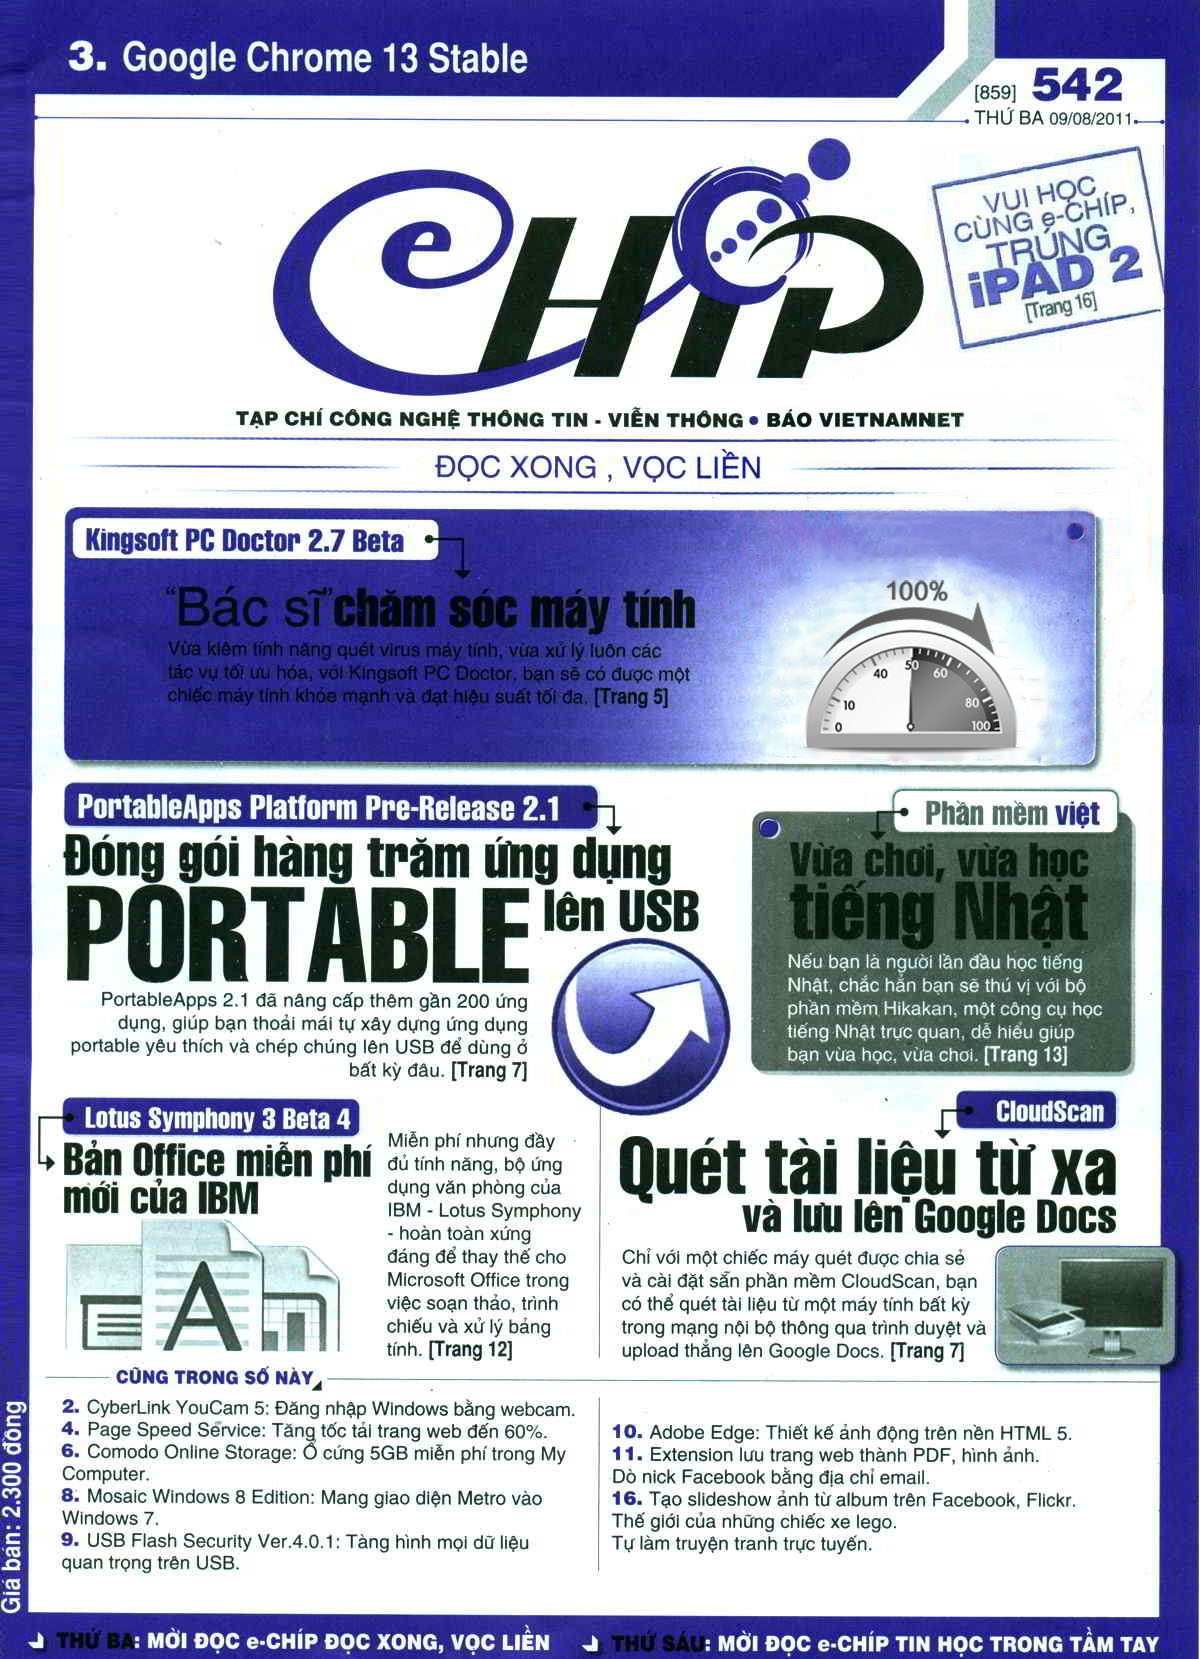 3. Google Chrome 13 Stable
[859] 542
THỨ BA 09/08/2011
VUI HỌC
CÙNG e-CHÍP,
TRÚNG
iPAD 2
[Trang 16]
eCHíP
TẠP CHÍ CÔNG NGHỆ THÔNG TIN - VIỄN THÔNG • BÁO VIETNAMNET
ĐỌC XONG , VỌC LIỀN
Kingsoft PC Doctor 2.7 Beta
"Bác sĩ" chăm sóc máy tính
Vừa kiêm tính năng quét virus máy tính, vừa xử lý luôn các
tác vụ tối ưu hóa, với Kingsoft PC Doctor, bạn sẽ có được một
chiếc máy tính khỏe mạnh và đạt hiệu suất tối đa. [Trang 5]
100%
0 10 40 50 60 80 100
PortableApps Platform Pre-Release 2.1
Đóng gói hàng trăm ứng dụng
PORTABLE lên USB
PortableApps 2.1 đã nâng cấp thêm gần 200 ứng
dụng, giúp bạn thoải mái tự xây dựng ứng dụng
portable yêu thích và chép chúng lên USB để dùng ở
bất kỳ đâu. [Trang 7]
Phần mềm việt
Vừa chơi, vừa học
tiếng Nhật
Nếu bạn là người lần đầu học tiếng
Nhật, chắc hẳn bạn sẽ thú vị với bộ
phần mềm Hikakan, một công cụ học
tiếng Nhật trực quan, dễ hiểu giúp
bạn vừa học, vừa chơi. [Trang 13]
Lotus Symphony 3 Beta 4
Bản Office miễn phí
mới của IBM
A
Miễn phí nhưng đầy
đủ tính năng, bộ ứng
dụng văn phòng của
IBM - Lotus Symphony
- hoàn toàn xứng
đáng để thay thế cho
Microsoft Office trong
việc soạn thảo, trình
chiếu và xử lý bảng
tính. [Trang 12]
CloudScan
Quét tài liệu từ xa
và lưu lên Google Docs
Chỉ với một chiếc máy quét được chia sẻ
và cài đặt sẵn phần mềm CloudScan, bạn
có thể quét tài liệu từ một máy tính bất kỳ
trong mạng nội bộ thông qua trình duyệt và
upload thẳng lên Google Docs. [Trang 7]
CŨNG TRONG SỐ NÀY
2. CyberLink YouCam 5: Đăng nhập Windows bằng webcam.
4. Page Speed Service: Tăng tốc tải trang web đến 60%.
6. Comodo Online Storage: Ổ cứng 5GB miễn phí trong My
Computer.
8. Mosaic Windows 8 Edition: Mang giao diện Metro vào
Windows 7.
9. USB Flash Security Ver.4.0.1: Tàng hình mọi dữ liệu
quan trọng trên USB.
10. Adobe Edge: Thiết kế ảnh động trên nền HTML 5.
11. Extension lưu trang web thành PDF, hình ảnh.
Dò nick Facebook bằng địa chỉ email.
16. Tạo slideshow ảnh từ album trên Facebook, Flickr.
Thế giới của những chiếc xe lego.
Tự làm truyện tranh trực tuyến.
Giá bán: 2.300 đồng
THỨ BA: MỜI ĐỌC e-CHÍP ĐỌC XONG, VỌC LIỀN
THỨ SÁU: MỜI ĐỌC e-CHÍP TIN HỌC TRONG TẦM TAY